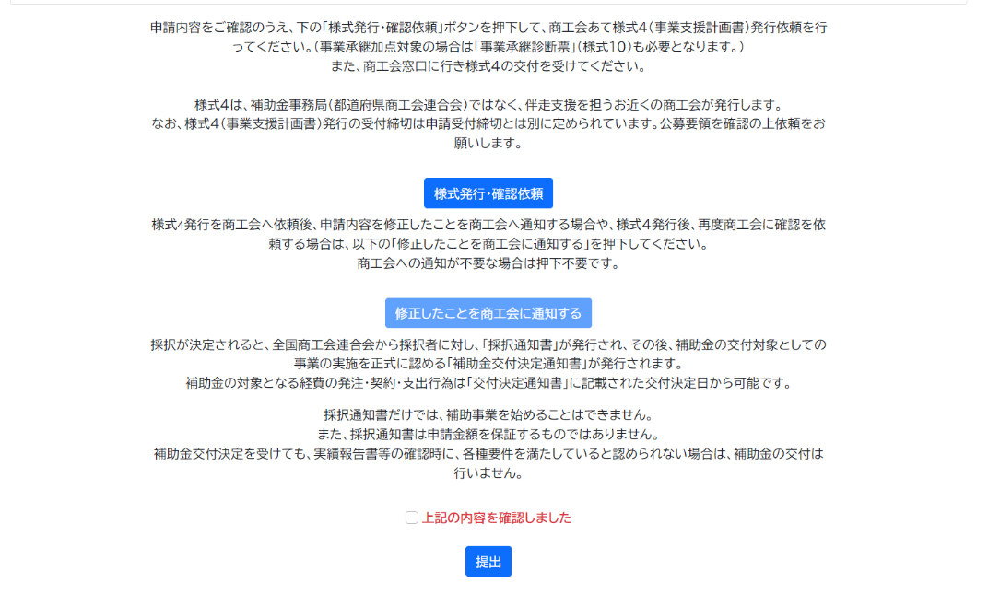 申請内容をご確認のうえ、下の「様式発行・確認依頼」ボタンを押下して、商工会あて様式4(事業支援計画書)発行依頼を行
ってください。(事業承継加点対象の場合は「事業承継診断票」(様式10)も必要となります。)
また、商工会窓口に行き様式4の交付を受けてください。
様式4は、補助金事務局(都道府県商工会連合会)ではなく、伴走支援を担うお近くの商工会が発行します。
なお、様式4(事業支援計画書)発行の受付締切は申請受付締切とは別に定められています。公募要領を確認の上依頼をお
願いします。
様式発行・確認依頼
様式4発行を商工会へ依頼後、申請内容を修正したことを商工会へ通知する場合や、様式4発行後、再度商工会に確認を依
頼する場合は、以下の「修正したことを商工会に通知する」を押下してください。
商工会への通知が不要な場合は押下不要です。
修正したことを商工会に通知する
採択が決定されると、全国商工会連合会から採択者に対し、「採択通知書」が発行され、その後、補助金の交付対象としての
事業の実施を正式に認める「補助金交付決定通知書」が発行されます。
補助金の対象となる経費の発注・契約・支出行為は「交付決定通知書」に記載された交付決定日から可能です。
採択通知書だけでは、補助事業を始めることはできません。
また、採択通知書は申請金額を保証するものではありません。
補助金交付決定を受けても、実績報告書等の確認時に、各種要件を満たしていると認められない場合は、補助金の交付は
行いません。
上記の内容を確認しました
提出